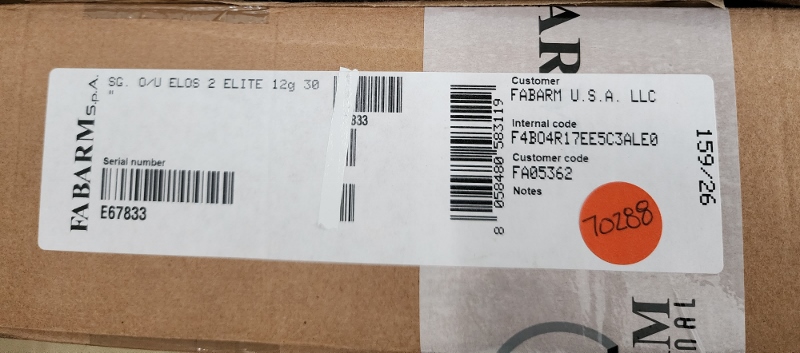 FABARM S.p.A.
SG. O/U ELOS 2 ELITE 12g 30
"
Serial number
E67833
833
8 058480 583119
Customer
FABARM U.S.A. LLC
Internal code
F4B04R17EE5C3ALE0
Customer code
FA05362
Notes
70288
159/26
AR
M